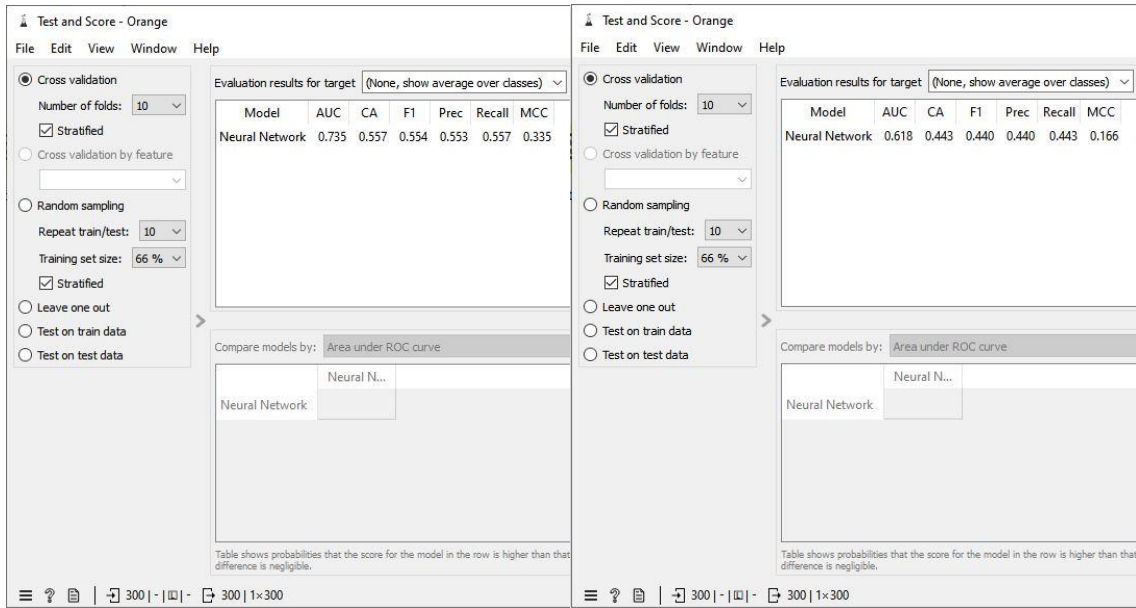 Test and Score - Orange
File Edit View Window Help
Cross validation
Number of folds: 10
Stratified
Cross validation by feature
Random sampling
Repeat train/test: 10
Training set size: 66 %
Stratified
Leave one out
Test on train data
Test on test data
Evaluation results for target (None, show average over classes)
Model AUC CA F1 Prec Recall MCC
Neural Network 0.735 0.557 0.554 0.553 0.557 0.335
Compare models by: Area under ROC curve
Neural N...
Neural Network
Table shows probabilities that the score for the model in the row is higher than that
difference is negligible.
300 | - | - 300 | 1×300
Test and Score - Orange
File Edit View Window Help
Cross validation
Number of folds: 10
Stratified
Cross validation by feature
Random sampling
Repeat train/test: 10
Training set size: 66 %
Stratified
Leave one out
Test on train data
Test on test data
Evaluation results for target (None, show average over classes)
Model AUC CA F1 Prec Recall MCC
Neural Network 0.618 0.443 0.440 0.440 0.443 0.166
Compare models by: Area under ROC curve
Neural N...
Neural Network
Table shows probabilities that the score for the model in the row is higher than that
difference is negligible.
300 | - | - 300 | 1×300